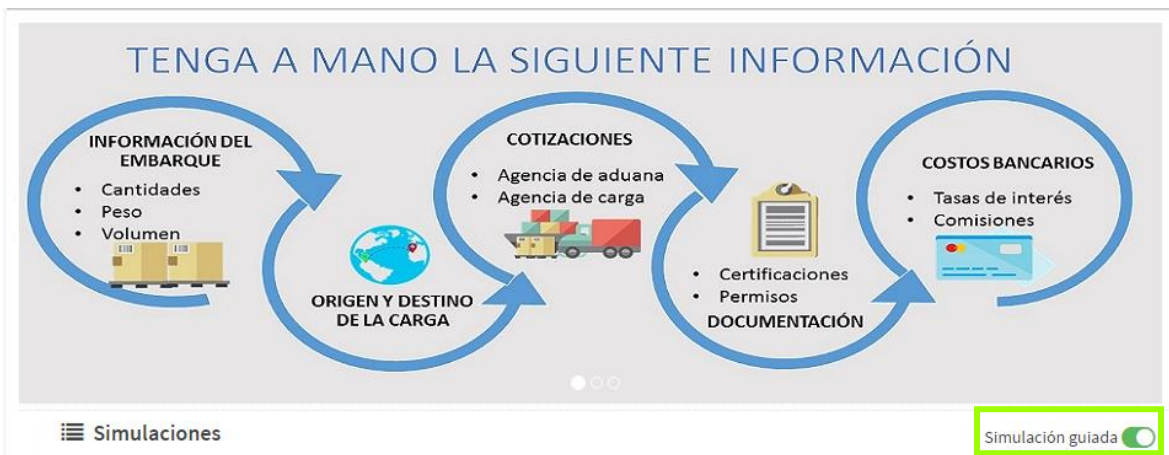 TENGA A MANO LA SIGUIENTE INFORMACIÓN
INFORMACIÓN DEL
EMBARQUE
• Cantidades
• Peso
• Volumen
ORIGEN Y DESTINO
DE LA CARGA
COTIZACIONES
• Agencia de aduana
• Agencia de carga
• Certificaciones
• Permisos
DOCUMENTACIÓN
COSTOS BANCARIOS
• Tasas de interés
• Comisiones
Simulaciones
Simulación guiada